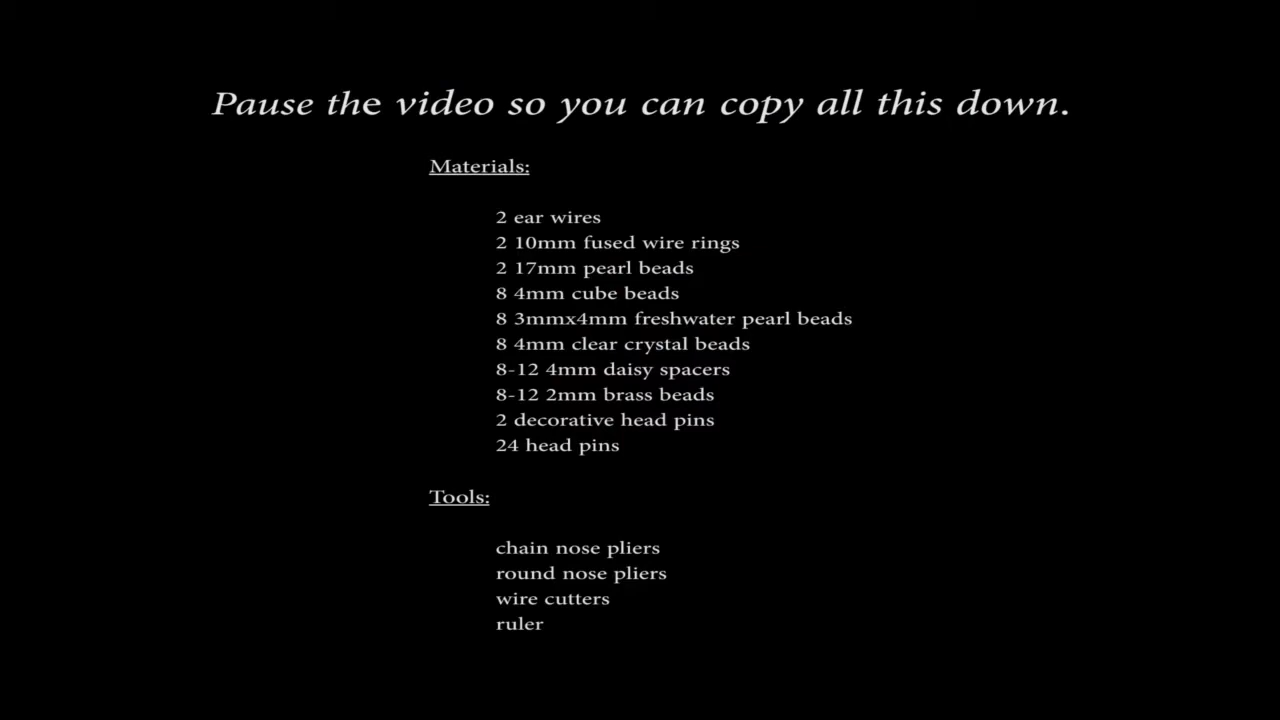 Pause the video so you can copy all this down.
Materials:
2 ear wires
2 10mm fused wire rings
2 17mm pearl beads
8 4mm cube beads
8 3mmx4mm freshwater pearl beads
8 4mm clear crystal beads
8-12 4mm daisy spacers
8-12 2mm brass beads
2 decorative head pins
24 head pins
Tools:
chain nose pliers
round nose pliers
wire cutters
ruler